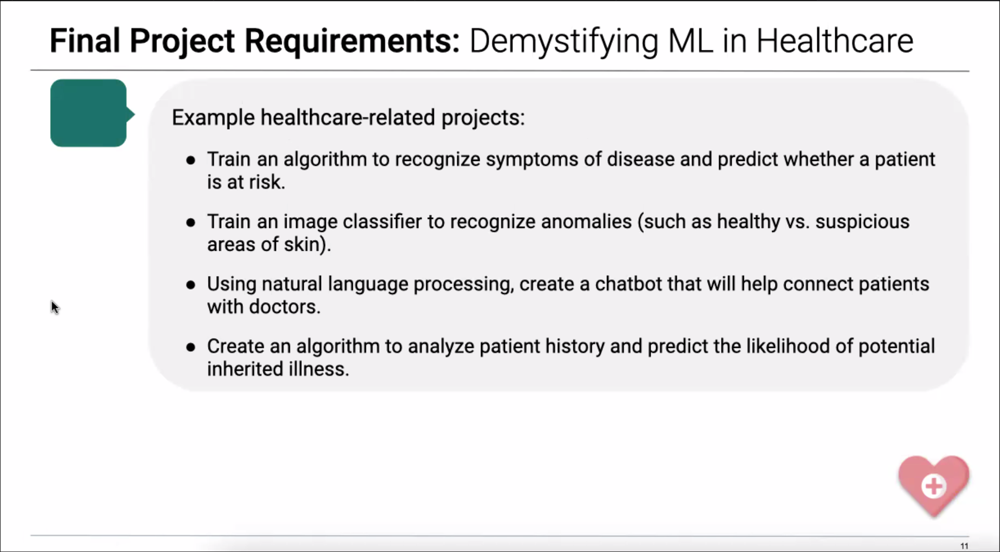 Final Project Requirements: Demystifying ML in Healthcare
Example healthcare-related projects:
● Train an algorithm to recognize symptoms of disease and predict whether a patient
is at risk.
● Train an image classifier to recognize anomalies (such as healthy vs. suspicious
areas of skin).
● Using natural language processing, create a chatbot that will help connect patients
with doctors.
● Create an algorithm to analyze patient history and predict the likelihood of potential
inherited illness.
11